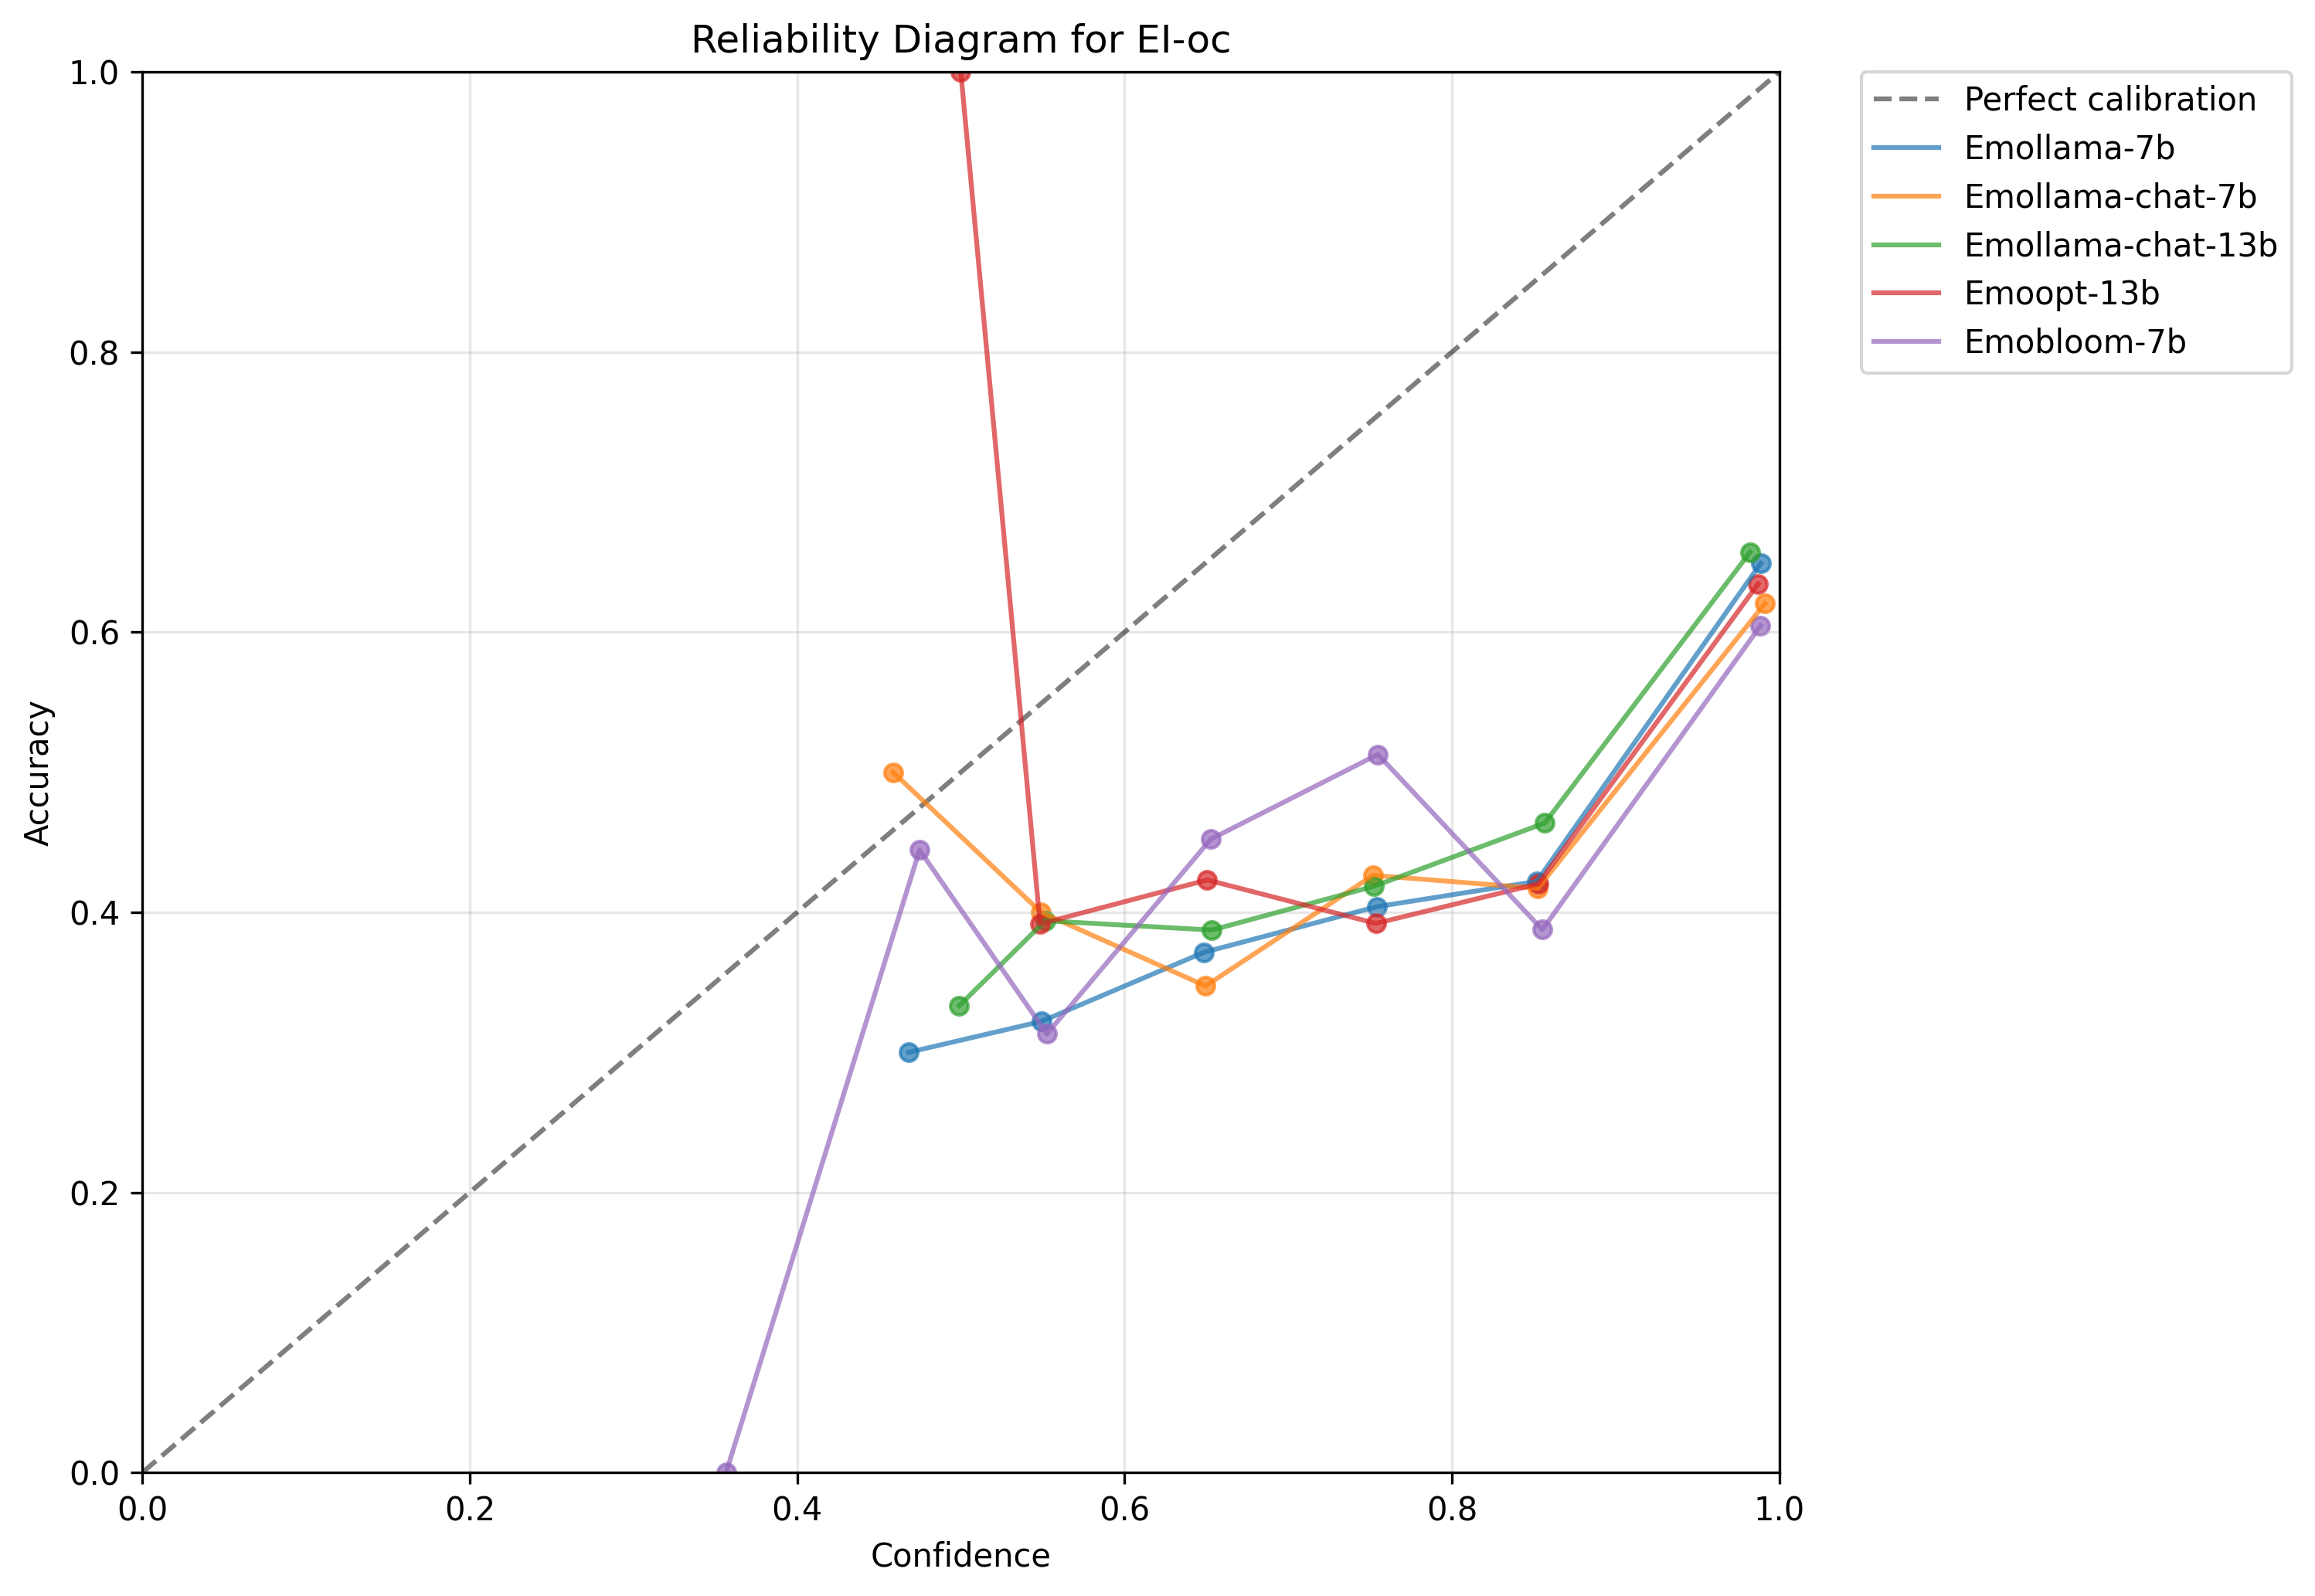 Reliability Diagram for EI-oc
1.0
0.8
0.6
0.4
0.2
0.0
Accuracy
0.0
0.2
0.4
0.6
0.8
1.0
Confidence
Perfect calibration
Emollama-7b
Emollama-chat-7b
Emollama-chat-13b
Emoopt-13b
Emobloom-7b